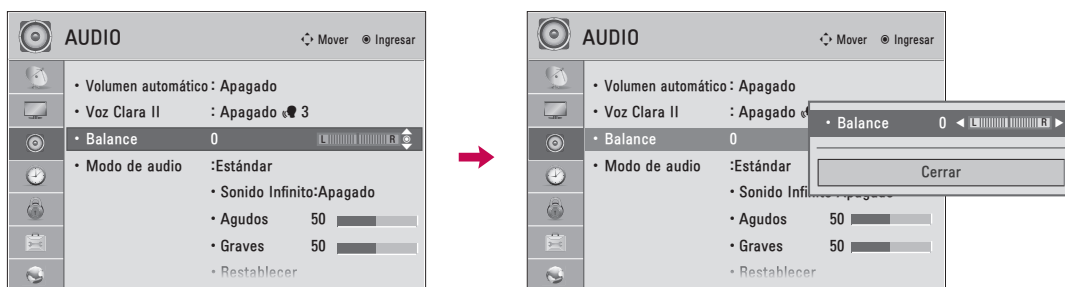 AUDIO
Mover Ingresar
• Volumen automático : Apagado
• Voz Clara II : Apagado 3
• Balance 0 L R
• Modo de audio :Estándar
• Sonido Infinito:Apagado
• Agudos 50
• Graves 50
• Restablecer
AUDIO
Mover Ingresar
• Volumen automático : Apagado
• Voz Clara II : Apagado
• Balance 0
• Modo de audio :Estándar
• Sonido Infinito:Apagado
• Agudos 50
• Graves 50
• Restablecer
• Balance 0 L R
Cerrar